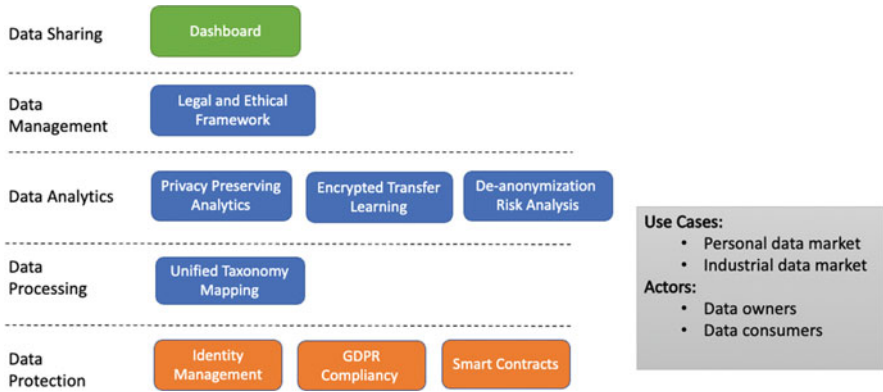 Data Sharing
Dashboard
Data
Management
Legal and Ethical
Framework
Data Analytics
Privacy Preserving
Analytics
Encrypted Transfer
Learning
De-anonymization
Risk Analysis
Data
Processing
Unified Taxonomy
Mapping
Data
Protection
Identity
Management
GDPR
Compliancy
Smart Contracts
Use Cases:
• Personal data market
• Industrial data market
Actors:
• Data owners
• Data consumers